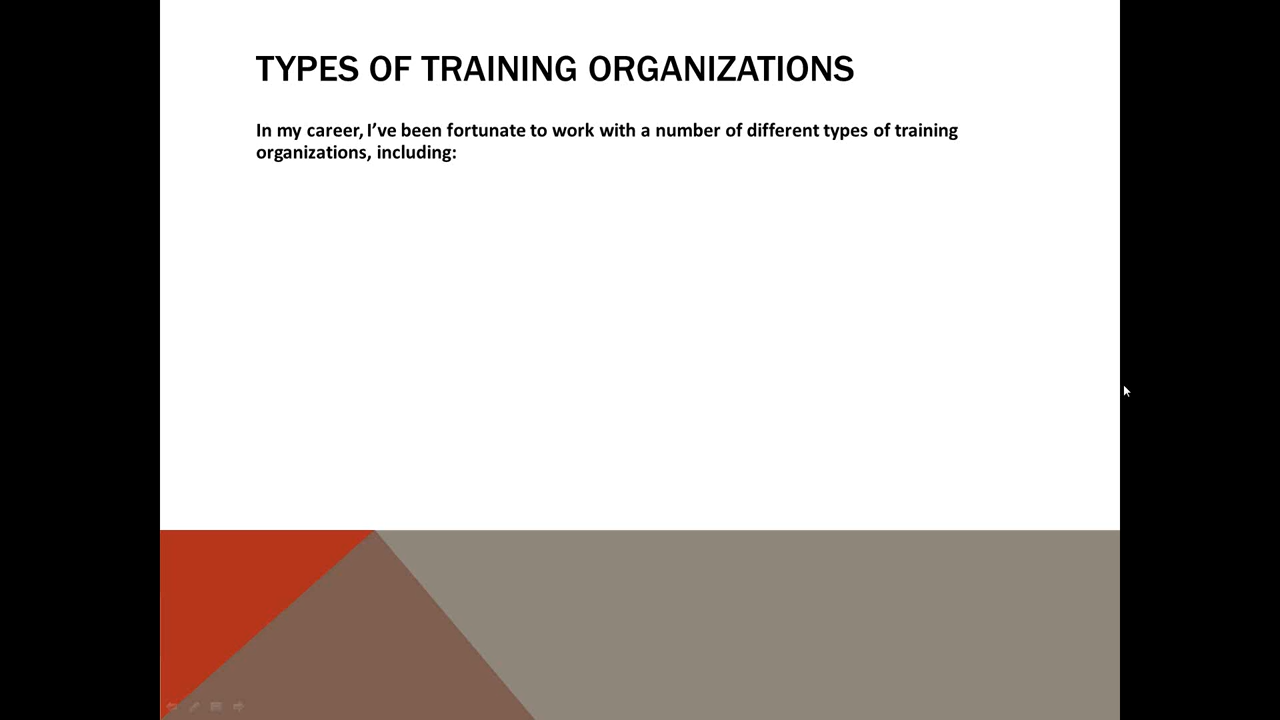 TYPES OF TRAINING ORGANIZATIONS
In my career, I’ve been fortunate to work with a number of different types of training
organizations, including: